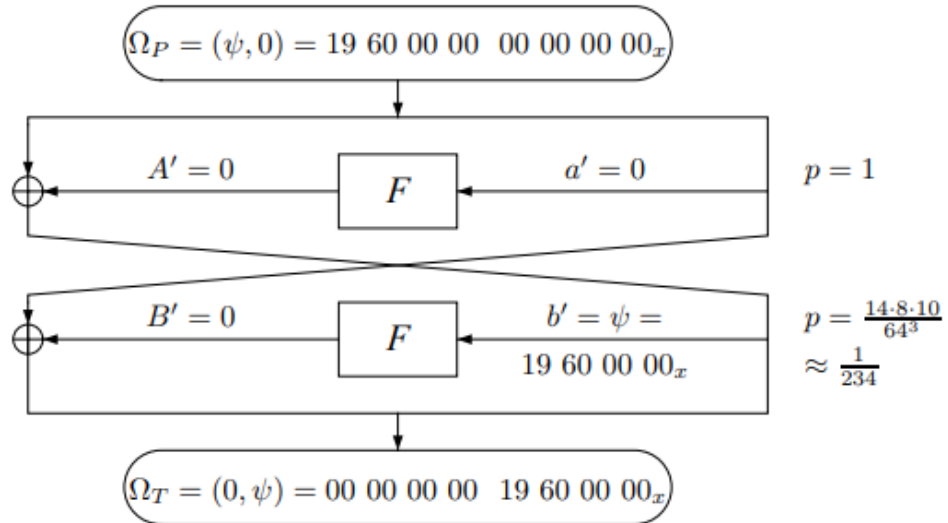 Ω_P = (ψ, 0) = 19 60 00 00  00 00 00 00_x
A′ = 0
F
a′ = 0
p = 1
B′ = 0
F
b′ = ψ =
19 60 00 00_x
p = 14·8·10/64³
≈ 1/234
Ω_T = (0, ψ) = 00 00 00 00  19 60 00 00_x